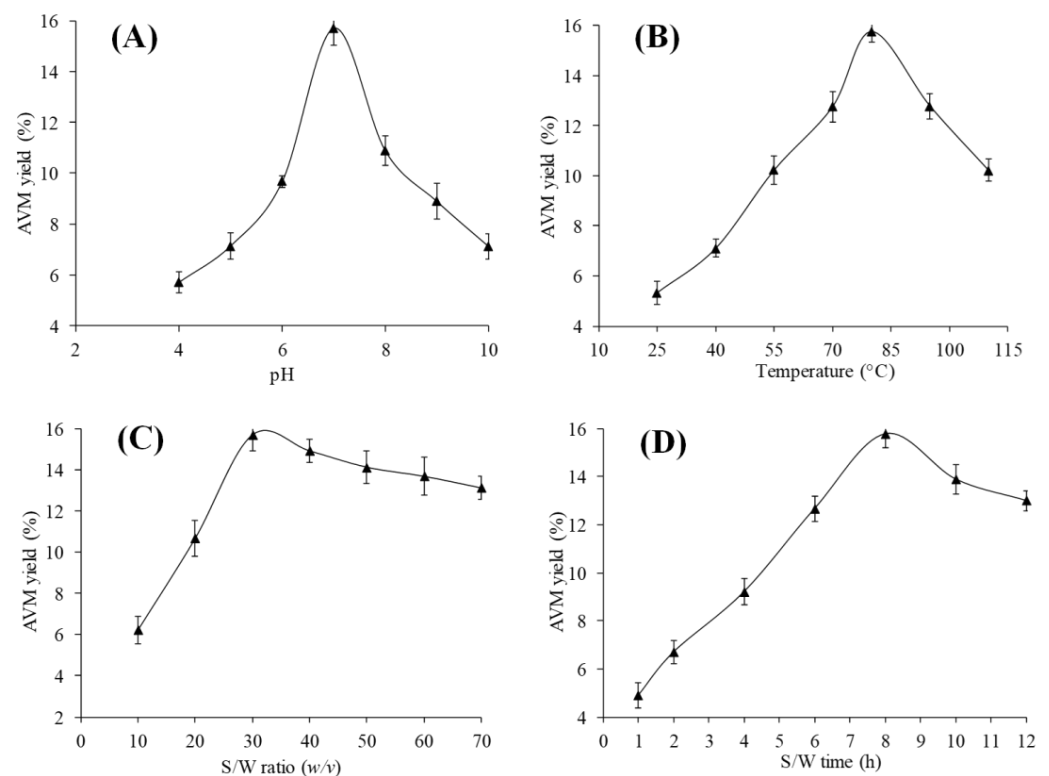 (A)
AVM yield (%)
16
14
12
10
8
6
4
2 4 6 8 10
pH
(B)
AVM yield (%)
16
14
12
10
8
6
4
10 25 40 55 70 85 100 115
Temperature (°C)
(C)
AVM yield (%)
16
14
12
10
8
6
4
2
0 10 20 30 40 50 60 70
S/W ratio (w/v)
(D)
AVM yield (%)
16
14
12
10
8
6
4
0 1 2 3 4 5 6 7 8 9 10 11 12
S/W time (h)